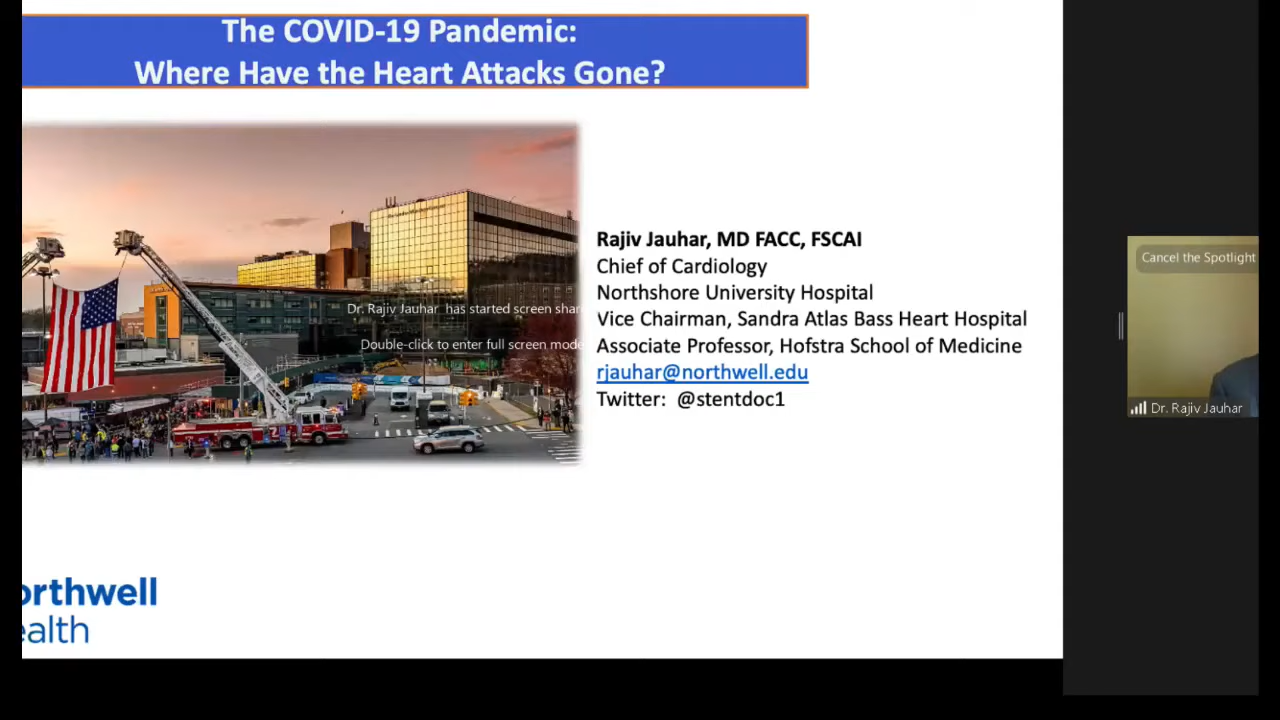 The COVID-19 Pandemic:
Where Have the Heart Attacks Gone?
Dr. Rajiv Jauhar has started screen shar
Double-click to enter full screen mode
Rajiv Jauhar, MD FACC, FSCAI
Chief of Cardiology
Northshore University Hospital
Vice Chairman, Sandra Atlas Bass Heart Hospital
Associate Professor, Hofstra School of Medicine
rjauhar@northwell.edu
Twitter: @stentdoc1
Cancel the Spotlight
Dr. Rajiv Jauhar
orthwell
ealth